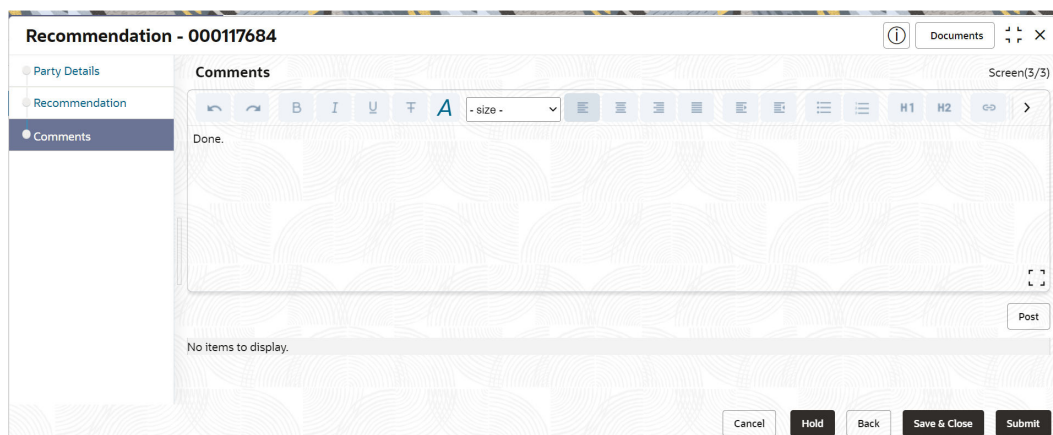 Recommendation - 000117684
Documents
Party Details
Recommendation
Comments
Comments
Screen(3/3)
B I U T A - size - H1 H2
Done.
Post
No items to display.
Cancel Hold Back Save & Close Submit